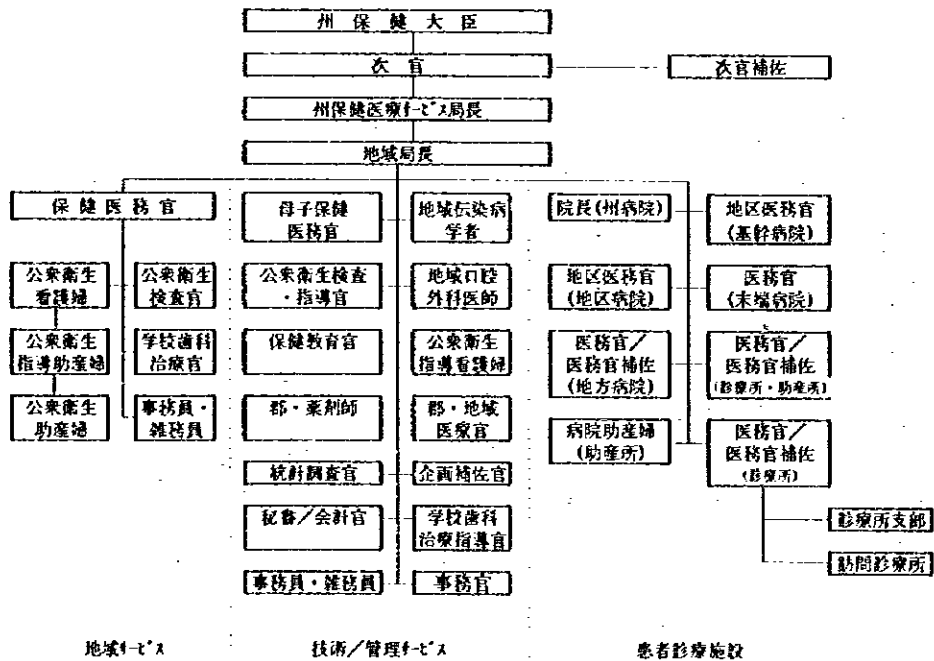 州保健大臣
次官
次官補佐
州保健医療ｻｰﾋﾞｽ局長
地域局長
保健医務官
公衆衛生
看護婦
公衆衛生
検査官
公衆衛生
指導助産婦
学校歯科
治療官
公衆衛生
助産婦
事務員・
雑務員
母子保健
医務官
地域伝染病
学者
公衆衛生検査
・指導官
地域口腔
外科医師
保健教育官
公衆衛生
指導看護婦
郡・薬剤師
郡・地域
医療官
統計調査官
企画補佐官
秘書／会計官
学校歯科
治療指導官
事務員・雑務員
事務官
院長(州病院)
地区医務官
(基幹病院)
地区医務官
(地区病院)
医務官
(末端病院)
医務官／
医務官補佐
(地方病院)
医務官／
医務官補佐
(診療所・助産所)
病院助産婦
(助産所)
医務官／
医務官補佐
(診療所)
診療所支部
訪問診療所
地域ｻｰﾋﾞｽ
技術／管理ｻｰﾋﾞｽ
患者診療施設